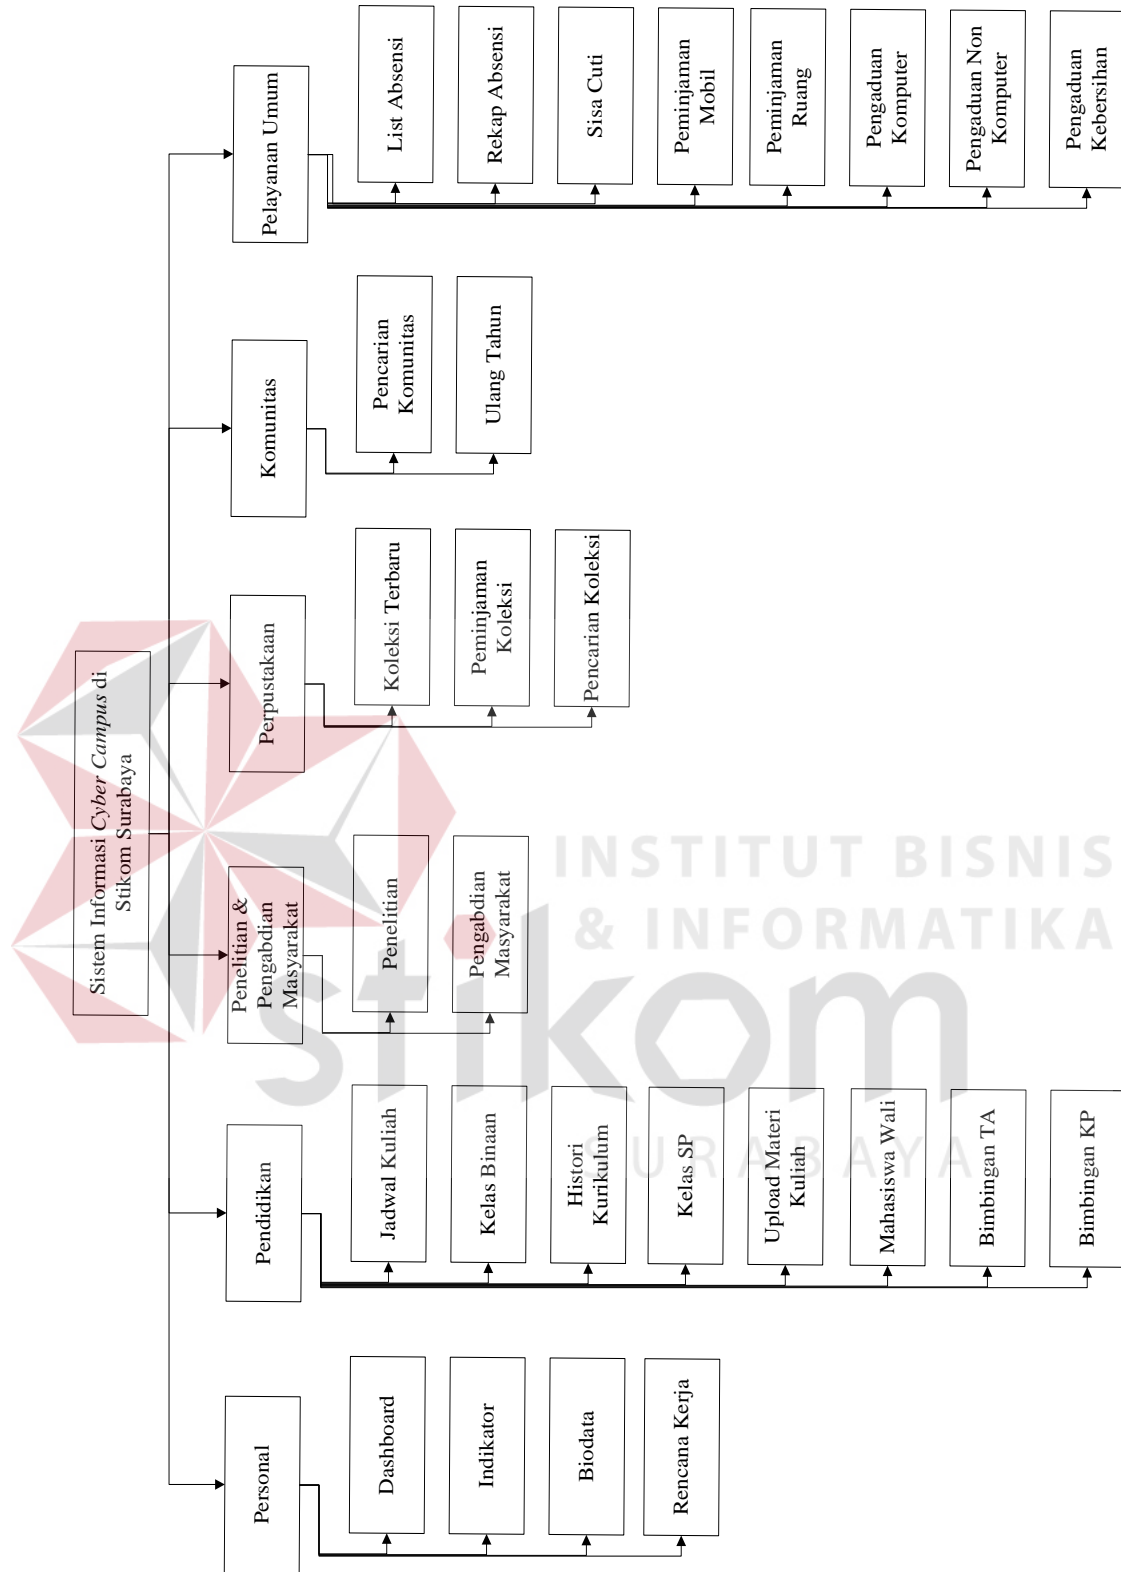 Sistem Informasi Cyber Campus di
Stikom Surabaya
Personal
Dashboard
Indikator
Biodata
Rencana Kerja
Pendidikan
Jadwal Kuliah
Kelas Binaan
Histori
Kurikulum
Kelas SP
Upload Materi
Kuliah
Mahasiswa Wali
Bimbingan TA
Bimbingan KP
Penelitian &
Pengabdian
Masyarakat
Penelitian
Pengabdian
Masyarakat
Perpustakaan
Koleksi Terbaru
Peminjaman
Koleksi
Pencarian Koleksi
Komunitas
Pencarian
Komunitas
Ulang Tahun
Pelayanan Umum
List Absensi
Rekap Absensi
Sisa Cuti
Peminjaman
Mobil
Peminjaman
Ruang
Pengaduan
Komputer
Pengaduan Non
Komputer
Pengaduan
Kebersihan
INSTITUT BISNIS
& INFORMATIKA
stikom
SURABAYA